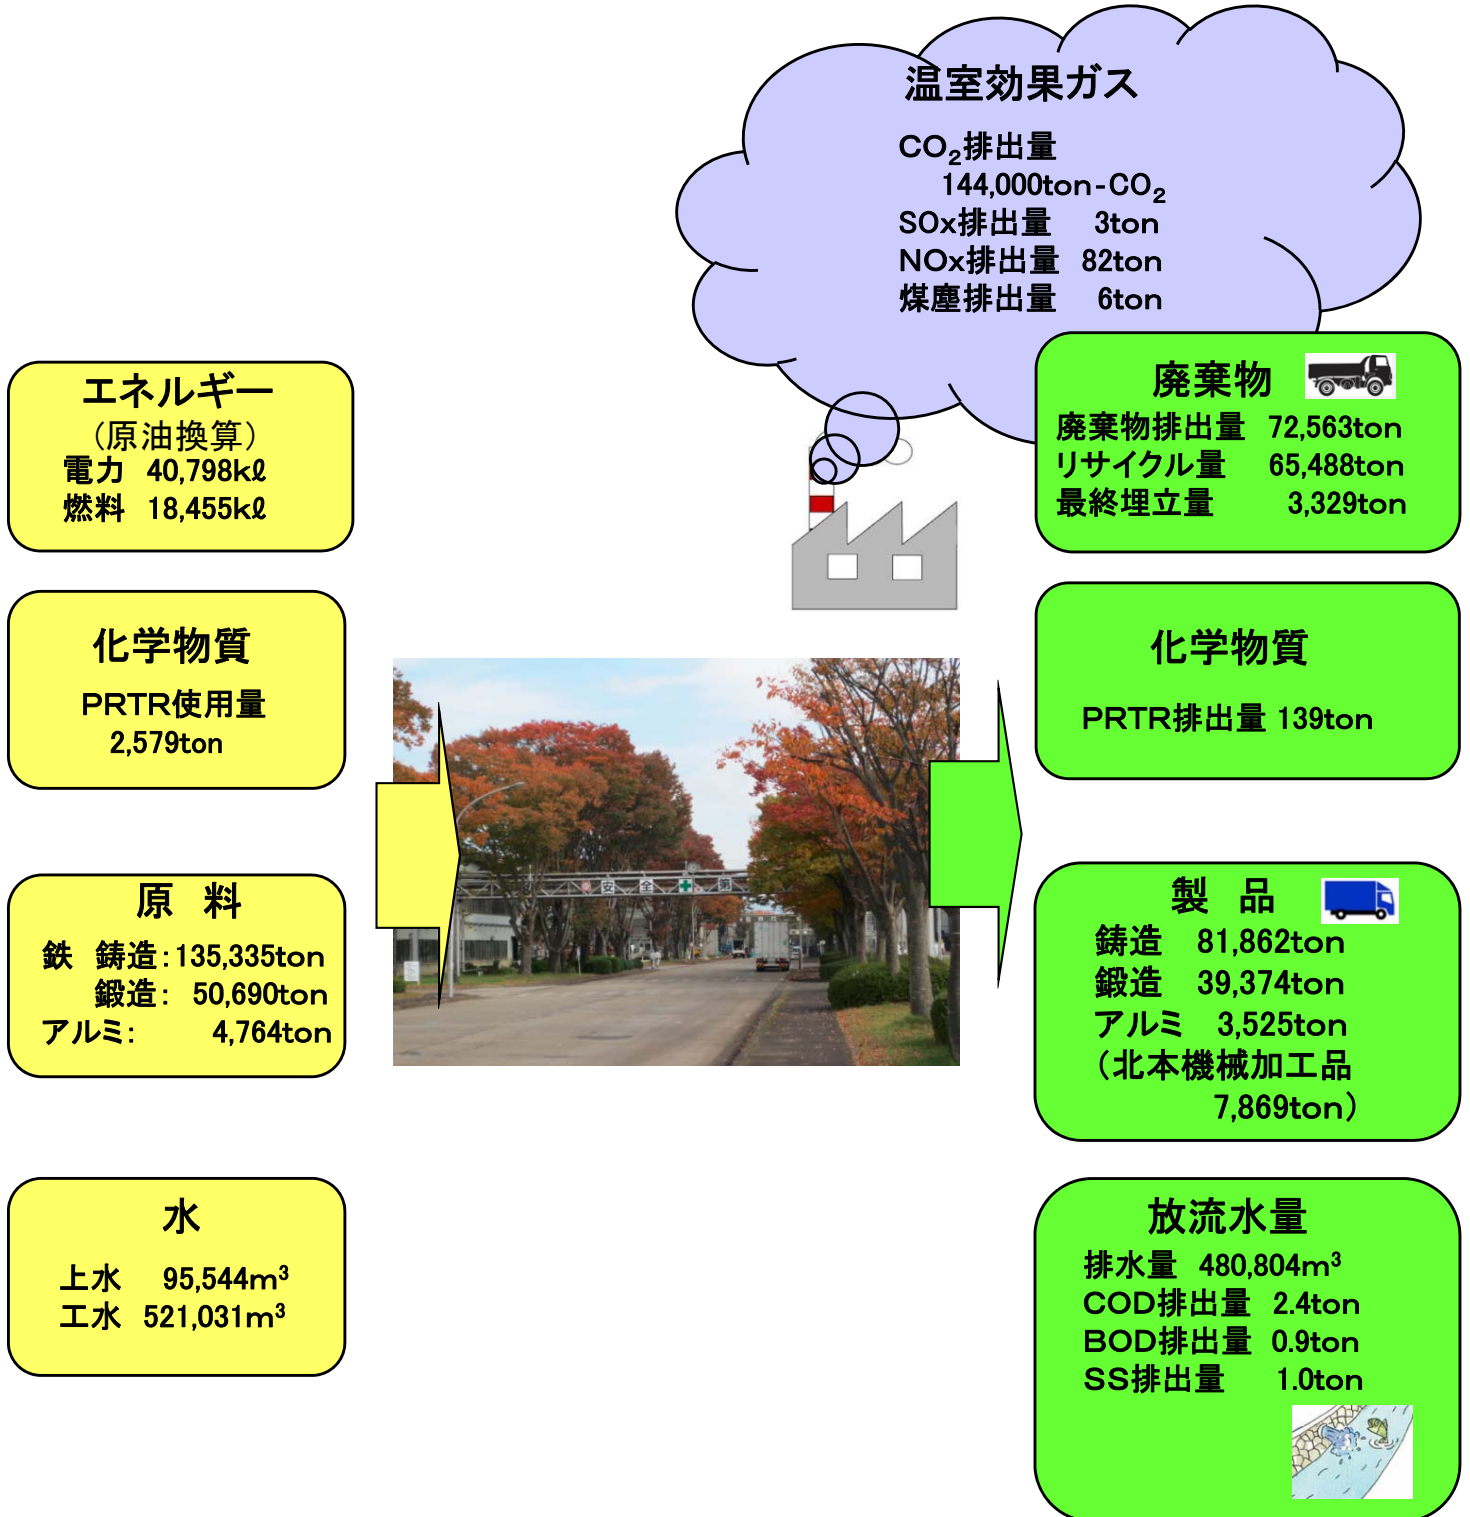 温室効果ガス
CO₂排出量
144,000ton-CO₂
SOx排出量 3ton
NOx排出量 82ton
煤塵排出量 6ton
エネルギー
（原油換算）
電力 40,798kℓ
燃料 18,455kℓ
化学物質
PRTR使用量
2,579ton
原 料
鉄 鋳造：135,335ton
鍛造： 50,690ton
アルミ： 4,764ton
水
上水 95,544m³
工水 521,031m³
安全✚第
廃棄物
廃棄物排出量 72,563ton
リサイクル量 65,488ton
最終埋立量 3,329ton
化学物質
PRTR排出量 139ton
製 品
鋳造 81,862ton
鍛造 39,374ton
アルミ 3,525ton
（北本機械加工品
7,869ton）
放流水量
排水量 480,804m³
COD排出量 2.4ton
BOD排出量 0.9ton
SS排出量 1.0ton